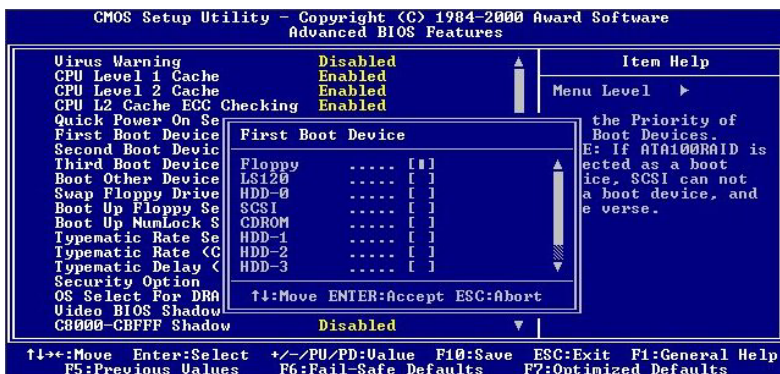 CMOS Setup Utility - Copyright (C) 1984-2000 Award Software
Advanced BIOS Features
Virus Warning Disabled
CPU Level 1 Cache Enabled
CPU Level 2 Cache Enabled
CPU L2 Cache ECC Checking Enabled
Quick Power On Se
First Boot Device
Second Boot Devic
Third Boot Device
Boot Other Device
Swap Floppy Drive
Boot Up Floppy Se
Boot Up NumLock S
Typematic Rate Se
Typematic Rate (C
Typematic Delay (
Security Option
OS Select For DRA
Video BIOS Shadow
C8000-CBFFF Shadow Disabled
First Boot Device
Floppy ..... [▮]
LS120 ..... [ ]
HDD-0 ..... [ ]
SCSI ..... [ ]
CDROM ..... [ ]
HDD-1 ..... [ ]
HDD-2 ..... [ ]
HDD-3 ..... [ ]
↑↓:Move ENTER:Accept ESC:Abort
Item Help
Menu Level ▶
the Priority of
Boot Devices.
E: If ATA100RAID is
ected as a boot
ice, SCSI can not
a boot device, and
e verse.
↑↓→←:Move Enter:Select +/-/PU/PD:Value F10:Save ESC:Exit F1:General Help
F5:Previous Values F6:Fail-Safe Defaults F7:Optimized Defaults